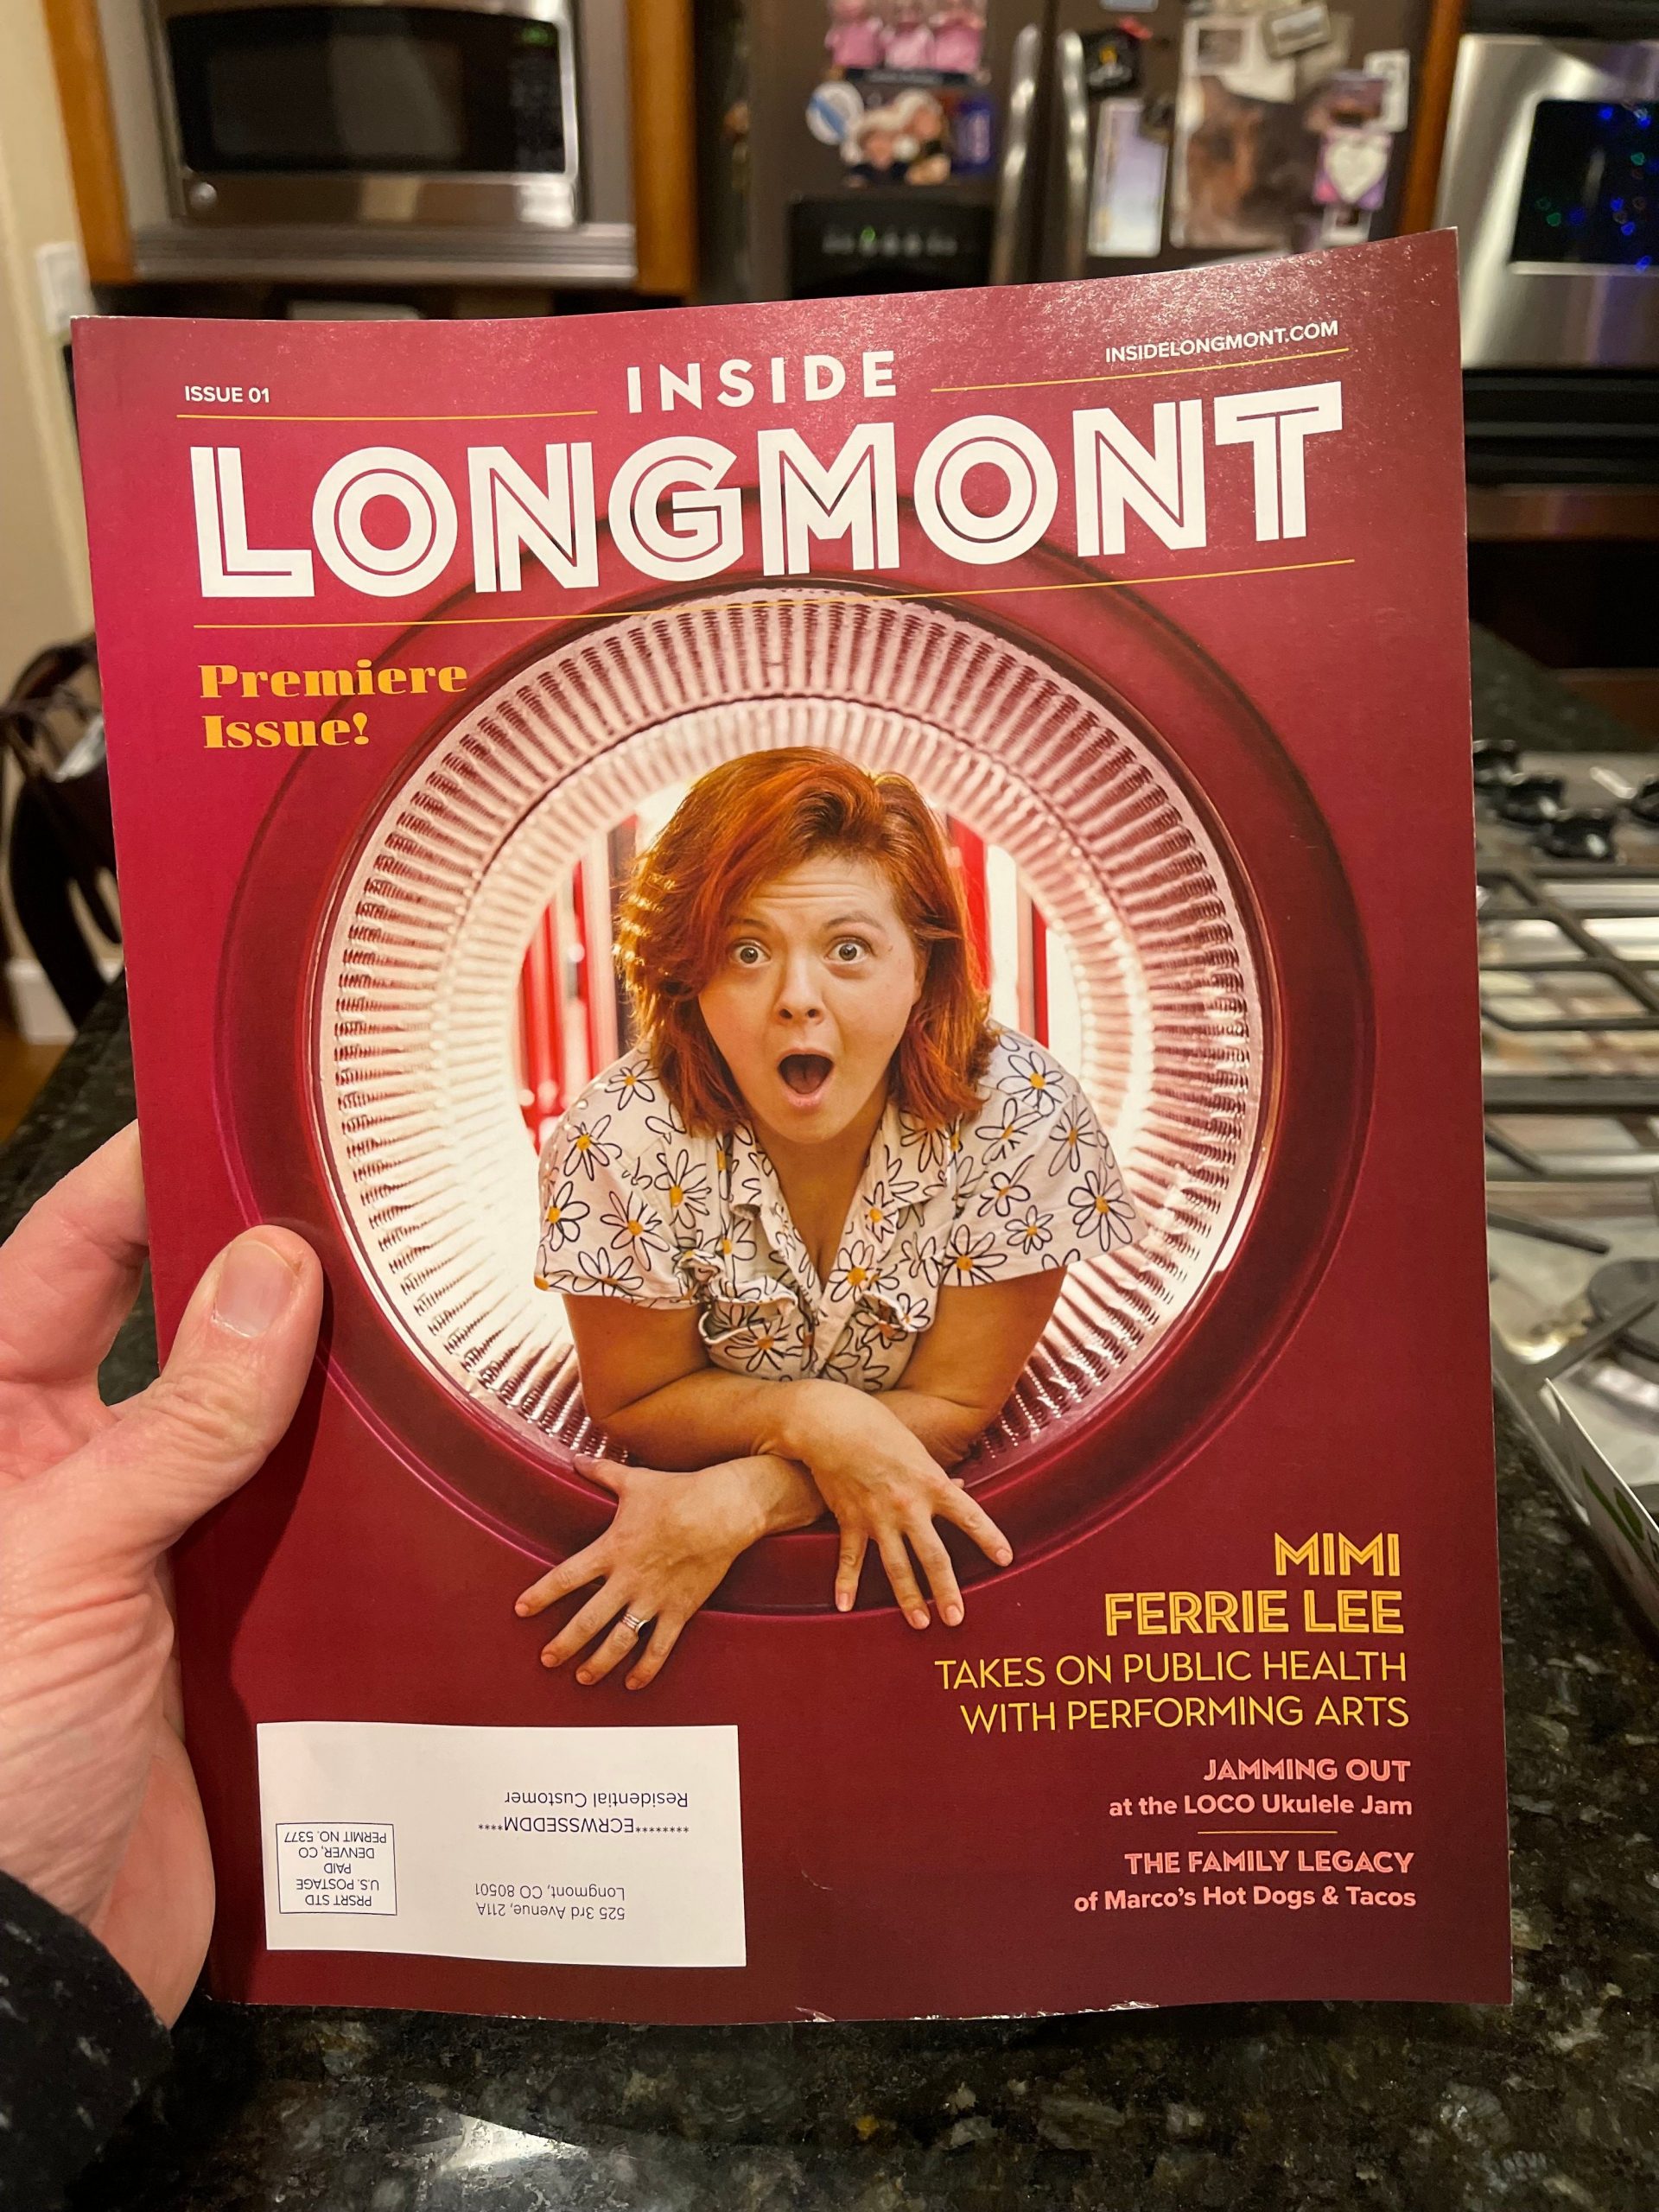 ISSUE 01
INSIDE
INSIDELONGMONT.COM
LONGMONT
Premiere
Issue!
MIMI
FERRIE LEE
TAKES ON PUBLIC HEALTH
WITH PERFORMING ARTS
JAMMING OUT
at the LOCO Ukulele Jam
THE FAMILY LEGACY
of Marco's Hot Dogs & Tacos
525 3rd Avenue, 211A
Longmont, CO 80501
PRSRT STD
U.S. POSTAGE
PAID
DENVER, CO
PERMIT NO. 5377
********ECRWSSEDDM****
Residential Customer